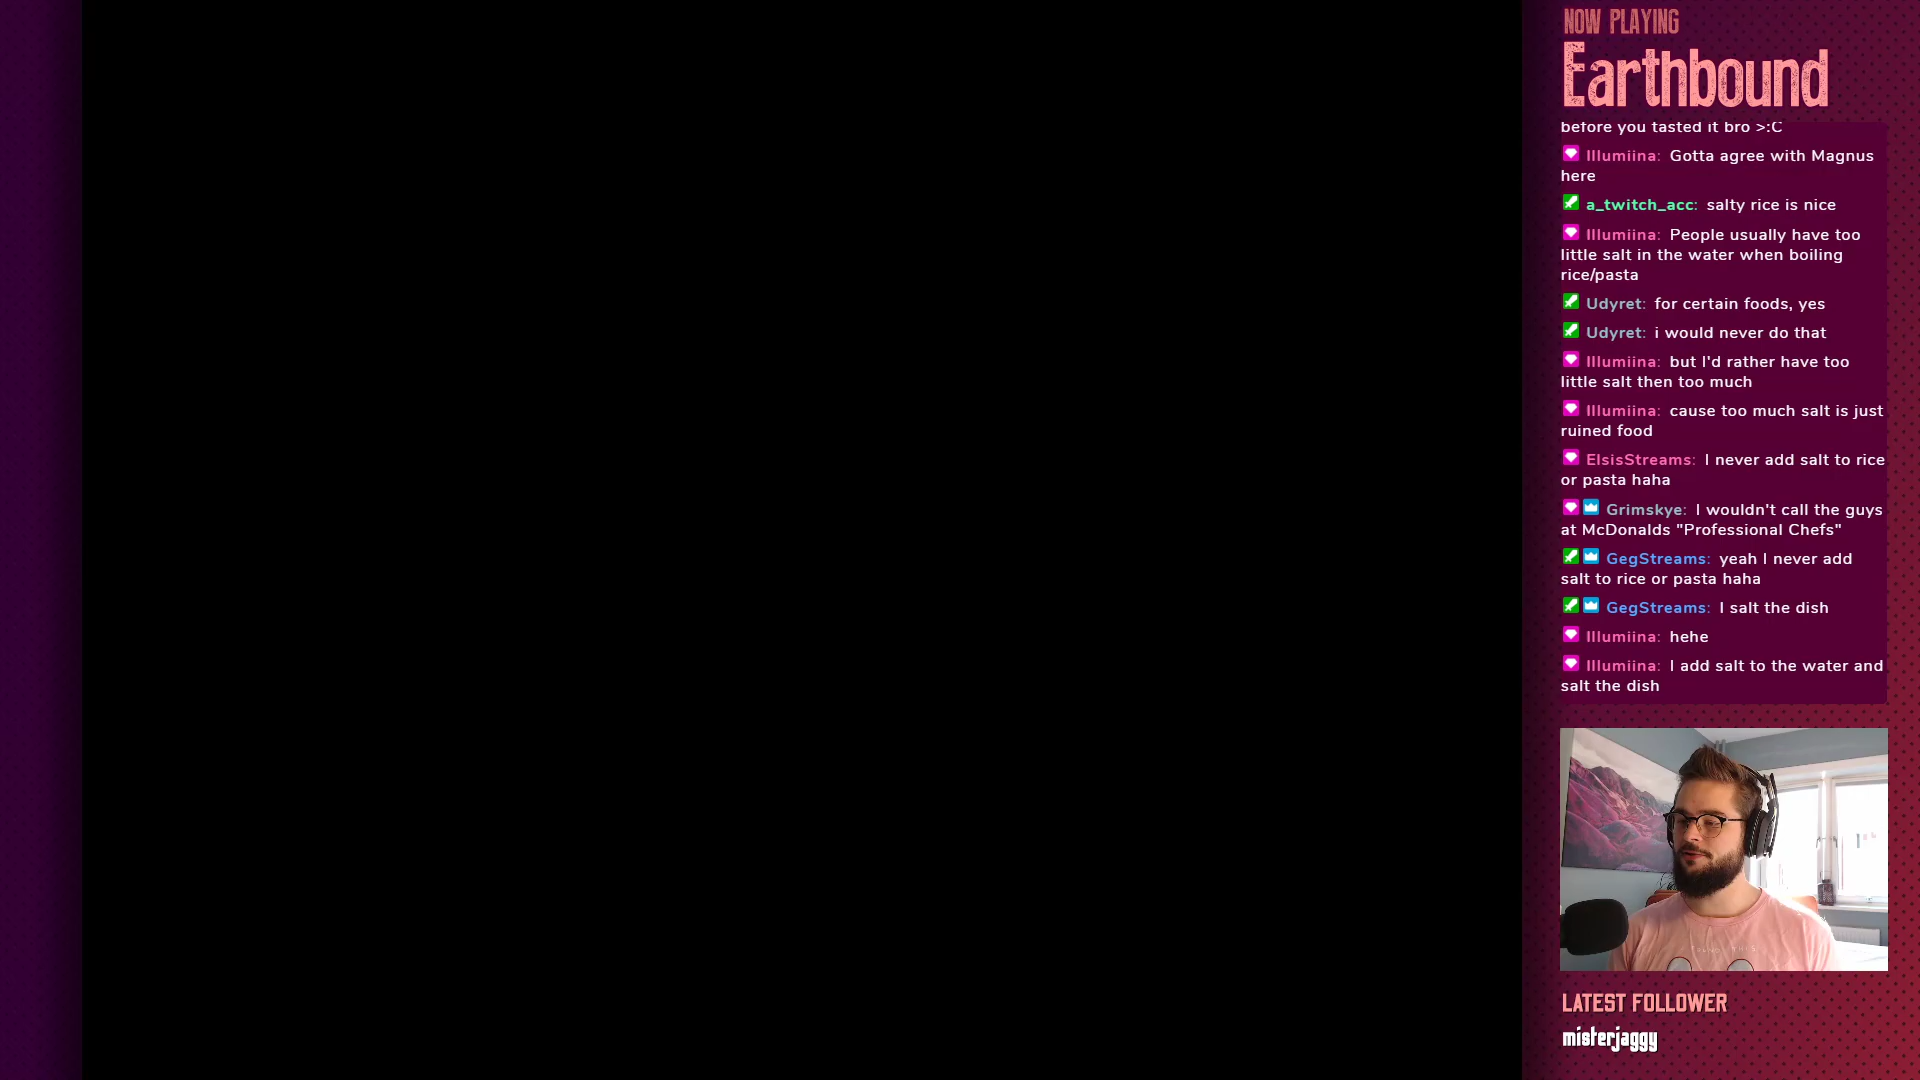 NOW PLAYING
Earthbound
before you tasted it bro >:C
Illumiina: Gotta agree with Magnus
here
a_twitch_acc: salty rice is nice
Illumiina: People usually have too
little salt in the water when boiling
rice/pasta
Udyret: for certain foods, yes
Udyret: i would never do that
Illumiina: but I'd rather have too
little salt then too much
Illumiina: cause too much salt is just
ruined food
ElsisStreams: I never add salt to rice
or pasta haha
Grimskye: I wouldn't call the guys
at McDonalds "Professional Chefs"
GegStreams: yeah I never add
salt to rice or pasta haha
GegStreams: I salt the dish
Illumiina: hehe
Illumiina: I add salt to the water and
salt the dish
LATEST FOLLOWER
misterjaggy